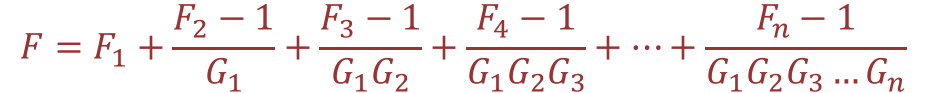 F = F₁ + (F₂ − 1)/G₁ + (F₃ − 1)/(G₁G₂) + (F₄ − 1)/(G₁G₂G₃) + ⋯ + (Fₙ − 1)/(G₁G₂G₃ … Gₙ)